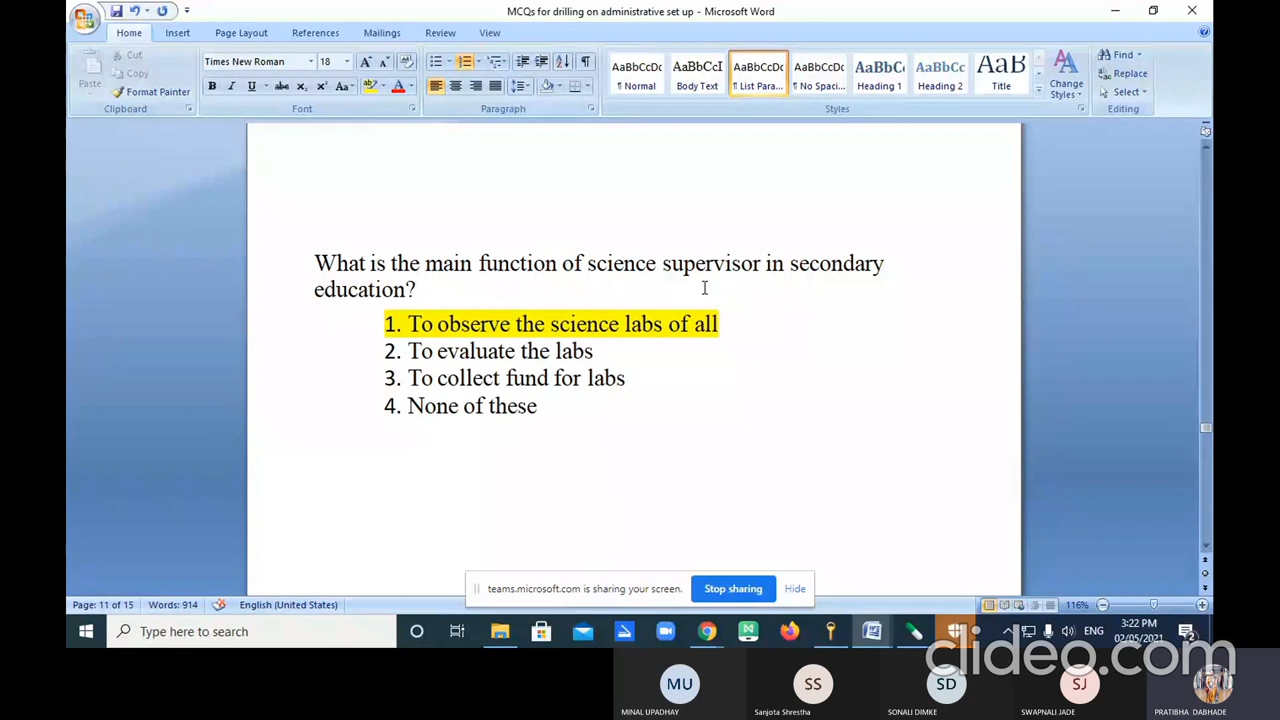 MCQs for drilling on administrative set up - Microsoft Word
Home Insert Page Layout References Mailings Review View
Paste
Cut
Copy
Format Painter
Clipboard
Times New Roman 18
B I U abc x₂ x² Aa A
Font
Paragraph
AaBbCcDc AaBbCcI AaBbCcDc AaBbCcDc AaBbC AaBbCc AaB
¶ Normal Body Text ¶ List Para... ¶ No Spaci... Heading 1 Heading 2 Title
Change Styles
Styles
Find
Replace
Select
Editing
What is the main function of science supervisor in secondary
education?
1. To observe the science labs of all
2. To evaluate the labs
3. To collect fund for labs
4. None of these
teams.microsoft.com is sharing your screen. Stop sharing Hide
Page: 11 of 15 Words: 914 English (United States) 116%
Type here to search
ENG
3:22 PM
02/05/2021
2
clideo.com
MU SS SD SJ
MINAL UPADHAY Sanjota Shrestha SONALI DIMKE SWAPNALI JADE PRATIBHA DABHADE